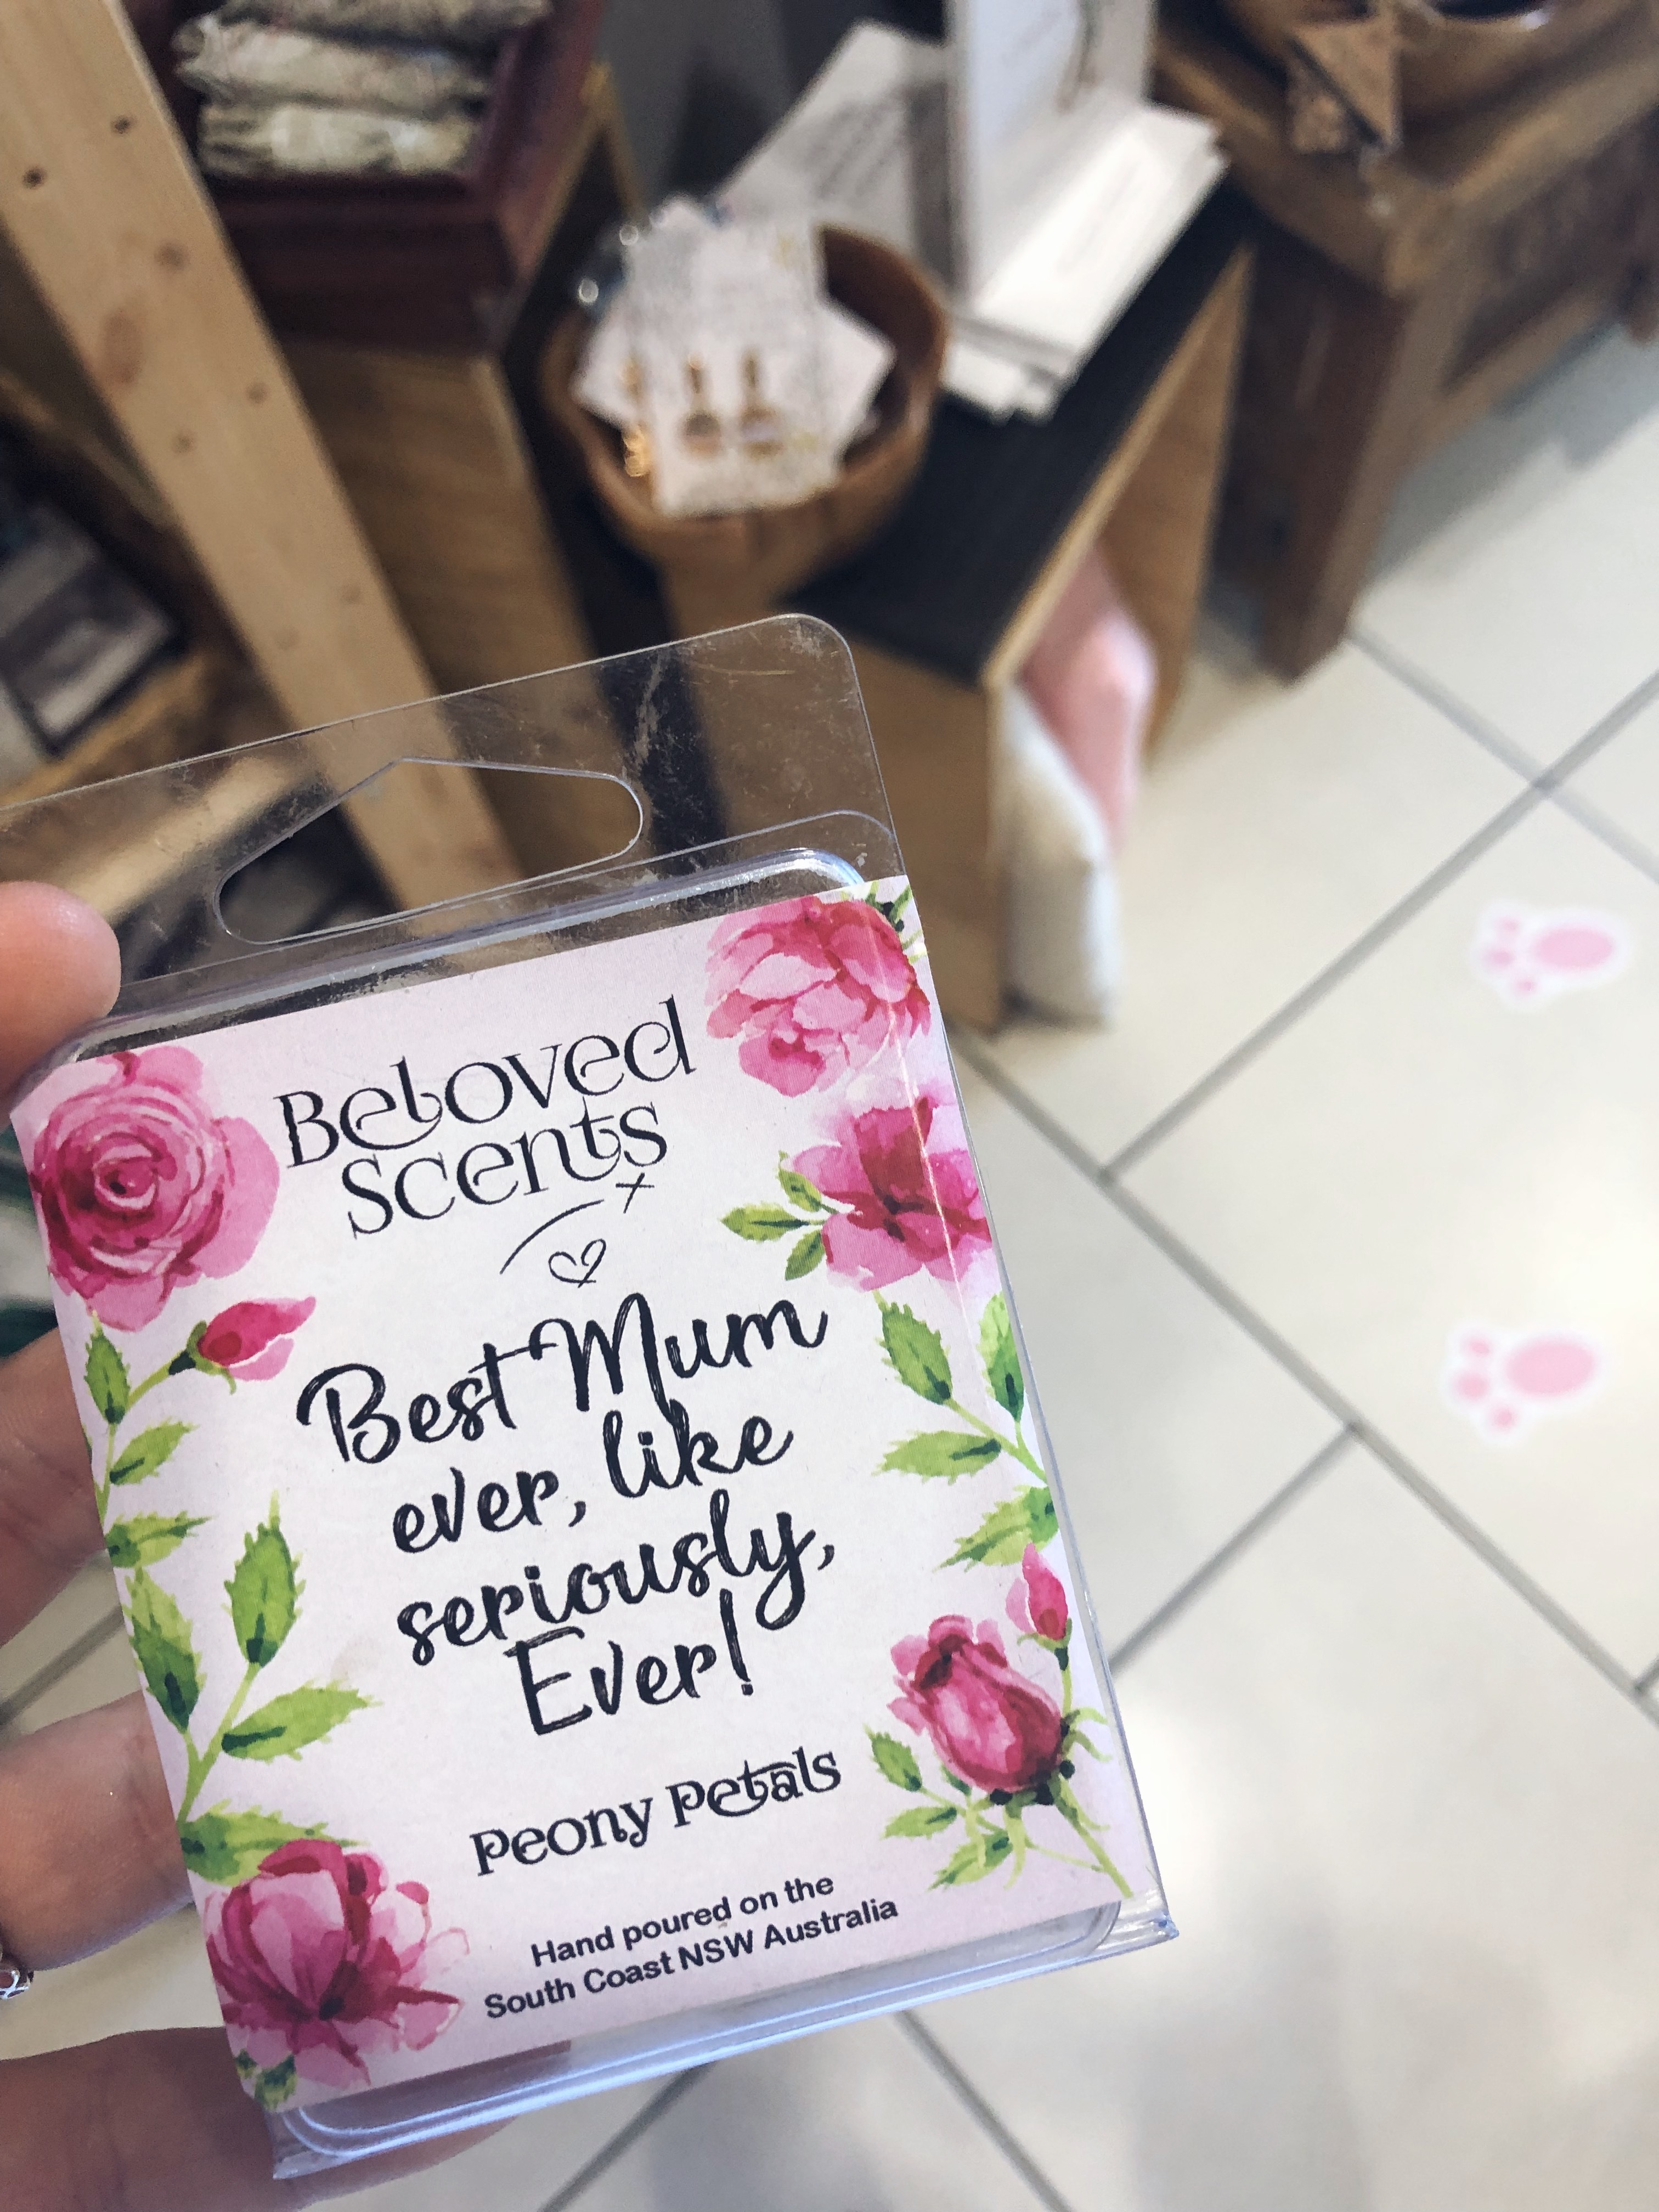 Beloved
Scents
Best Mum
ever, like
seriously,
Ever!
Peony Petals
Hand poured on the
South Coast NSW Australia